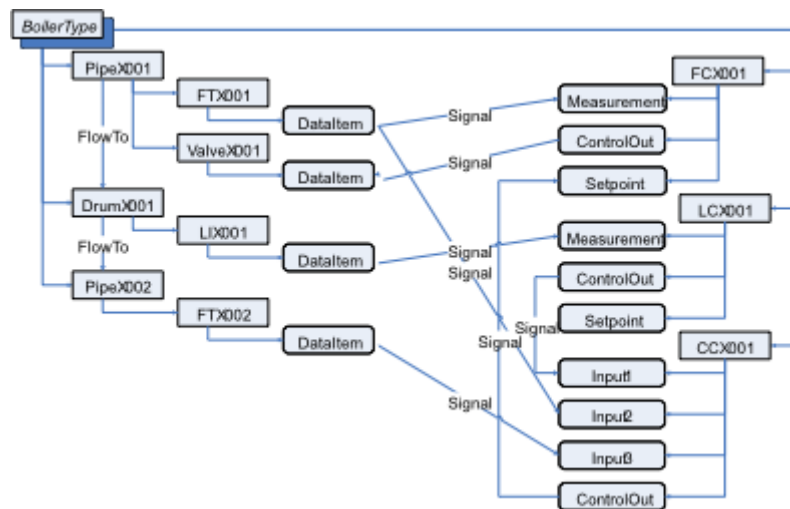 BoilerType
PipeX001
FCX001
FTX001
Measurement
DataItem
Signal
FlowTo
ControlOut
ValveX001
Signal
DataItem
Setpoint
DrumX001
LCX001
LIX001
Measurement
FlowTo
DataItem
Signal
Signal
ControlOut
PipeX002
FTX002
Setpoint
Signal
DataItem
Signal
CCX001
Input1
Signal
Input2
Input3
ControlOut